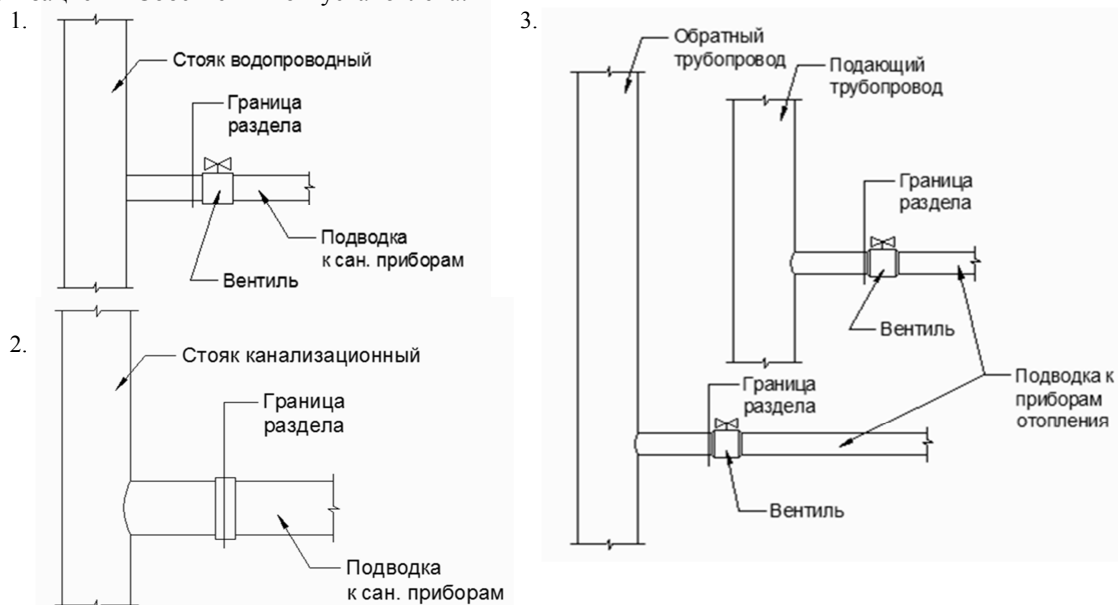 1.
Стояк водопроводный
Граница
раздела
Подводка
к сан. приборам
Вентиль
2.
Стояк канализационный
Граница
раздела
Подводка
к сан. приборам
3.
Обратный
трубопровод
Подающий
трубопровод
Граница
раздела
Вентиль
Граница
раздела
Подводка к
приборам
отопления
Вентиль